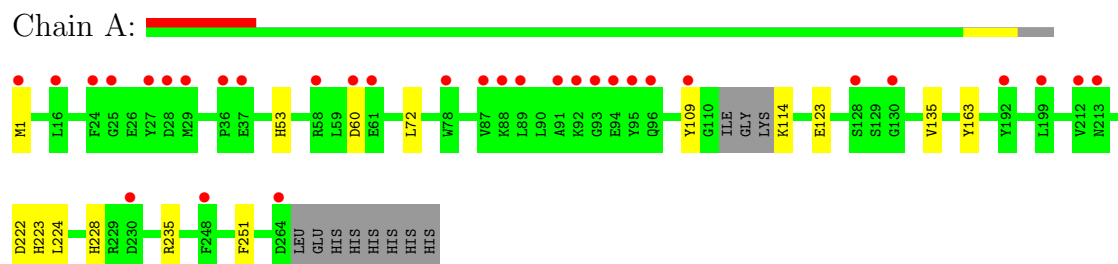 Chain A:
M1 L16 F24 G25 E26 Y27 D28 M29 P36 E37 H53 R58 L59 D60 E61 L72 W78 V87 K88 L89 L90 A91 K92 G93 E94 Y95 Q96 Y109 G110 ILE GLY LYS K114 E123 S128 S129 G130 V135 Y163 Y192 L199 V212 N213
D222 H223 L224 H228 R229 D230 R235 F248 F251 D264 LEU GLU HIS HIS HIS HIS HIS HIS